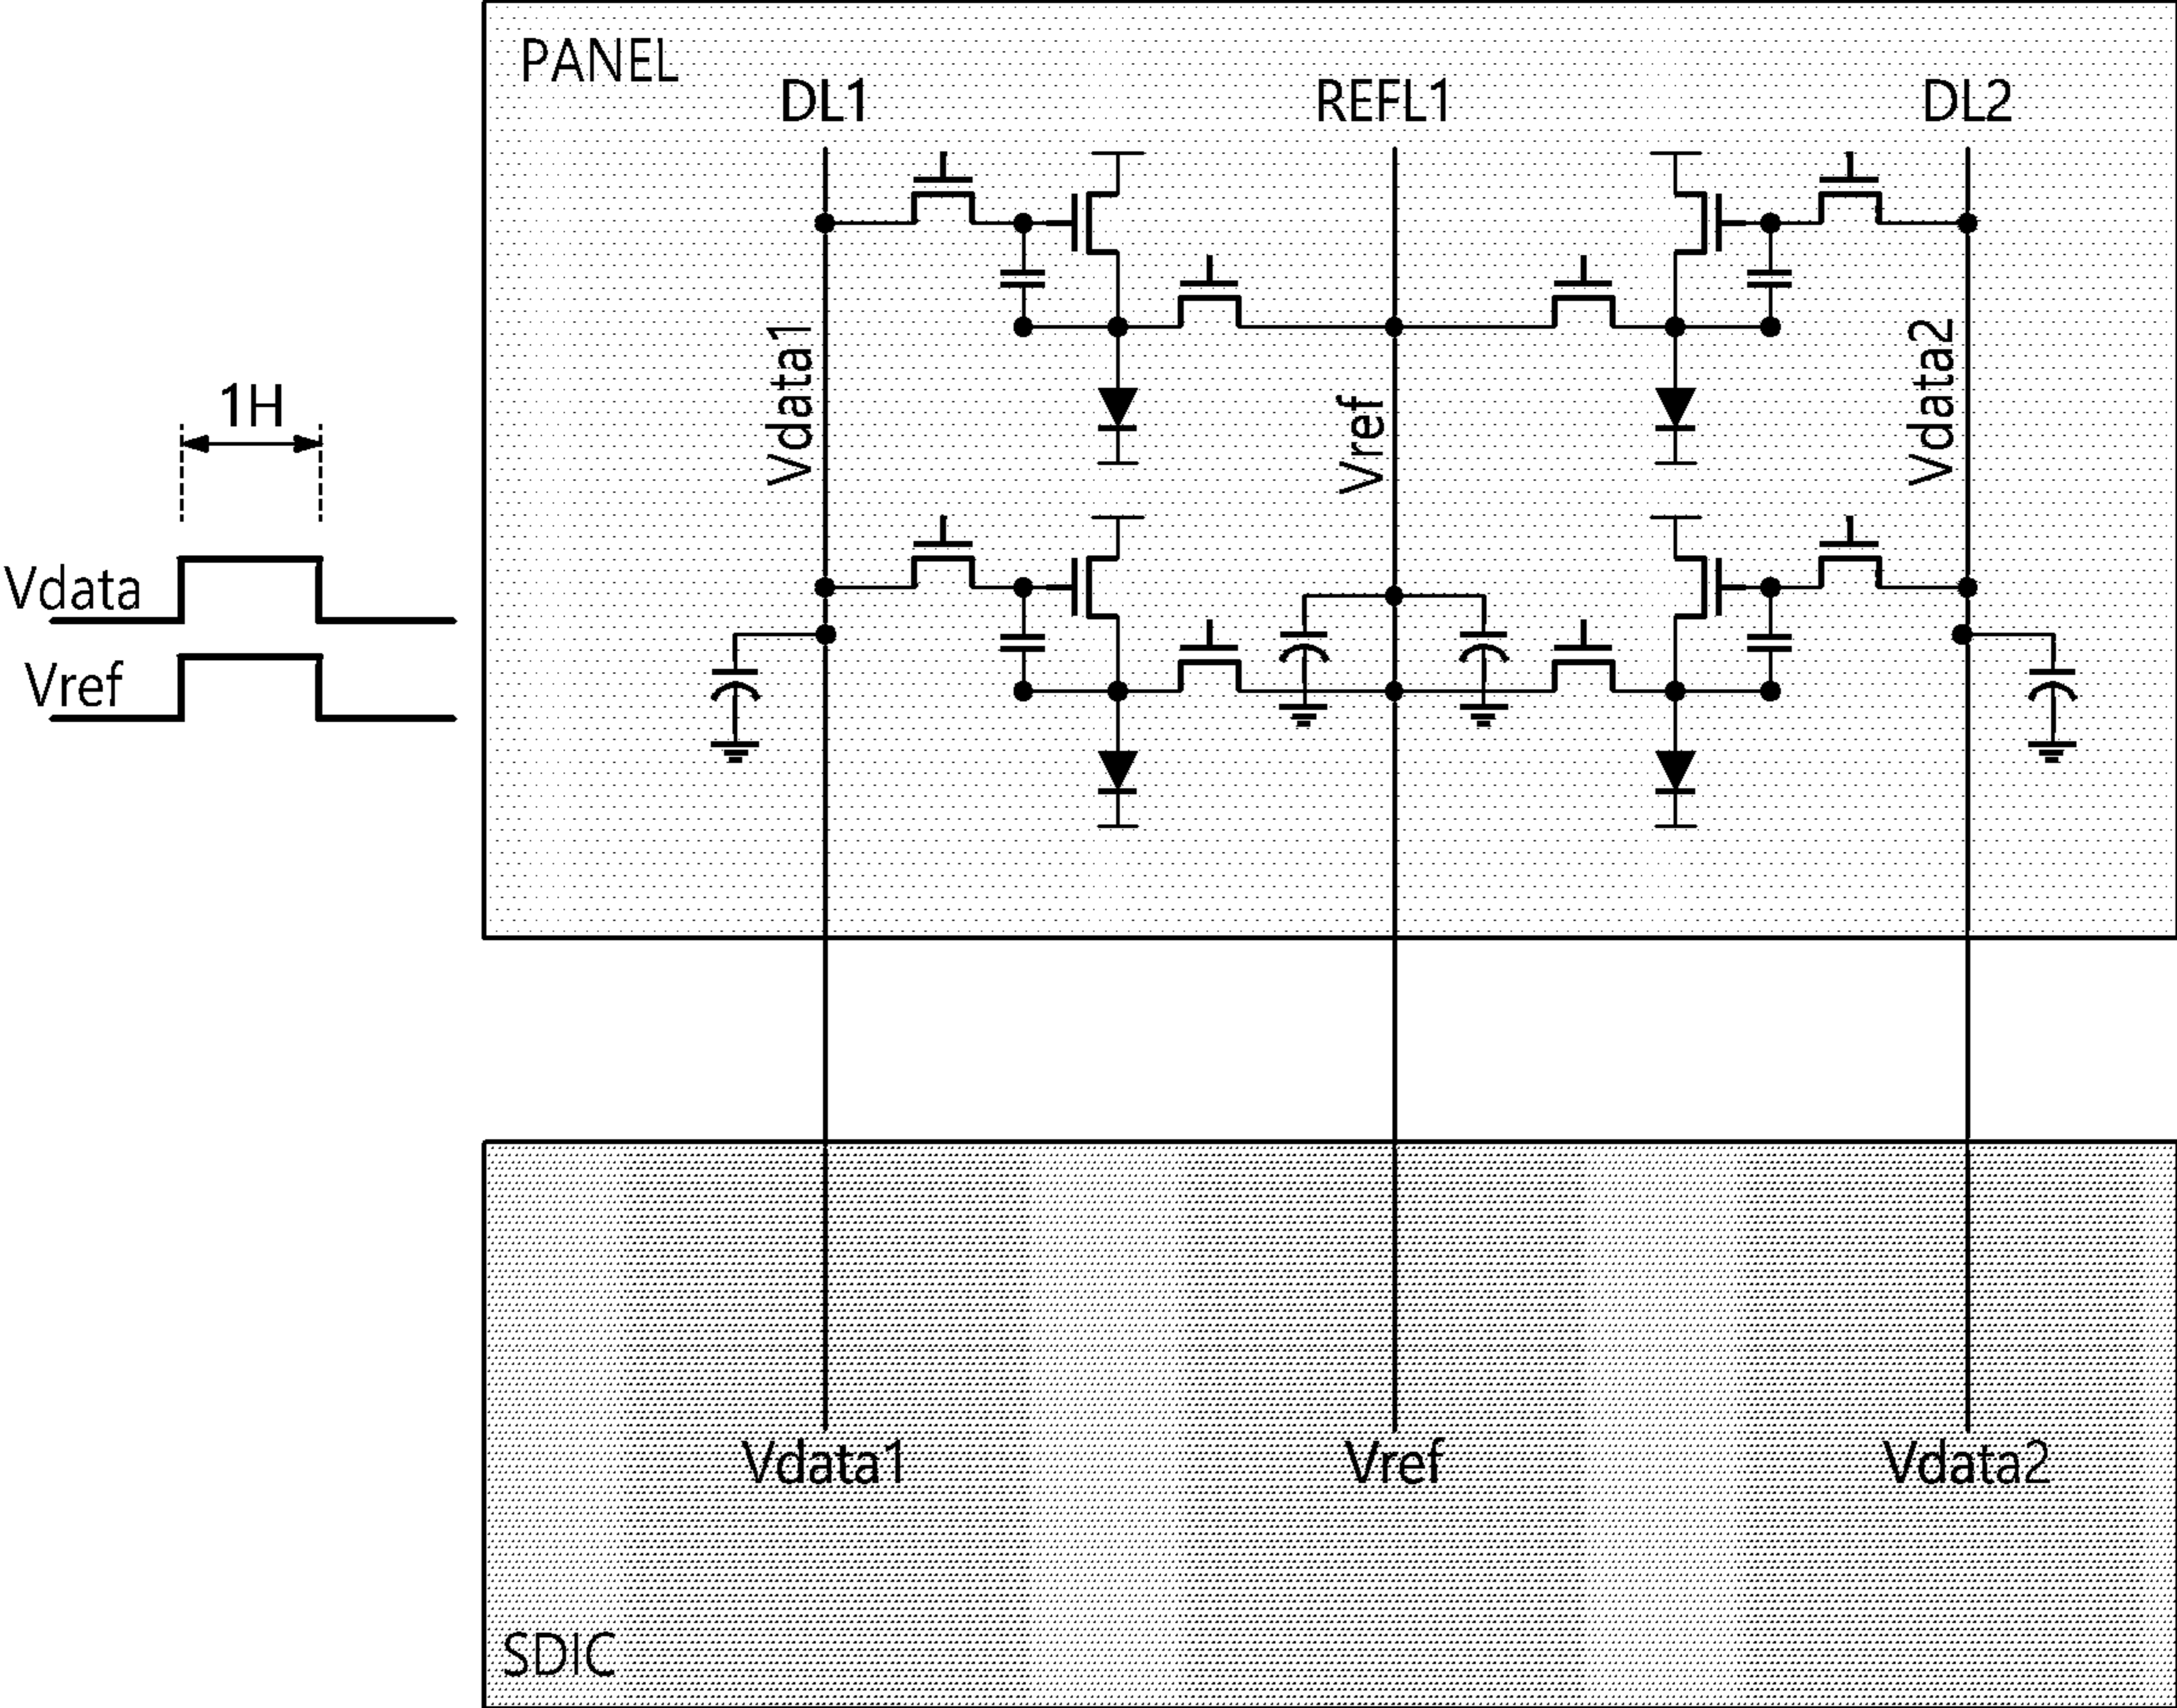 PANEL
DL1
REFL1
DL2
Vdata1
Vref
Vdata2
1H
Vdata
Vref
Vdata1
Vref
Vdata2
SDIC